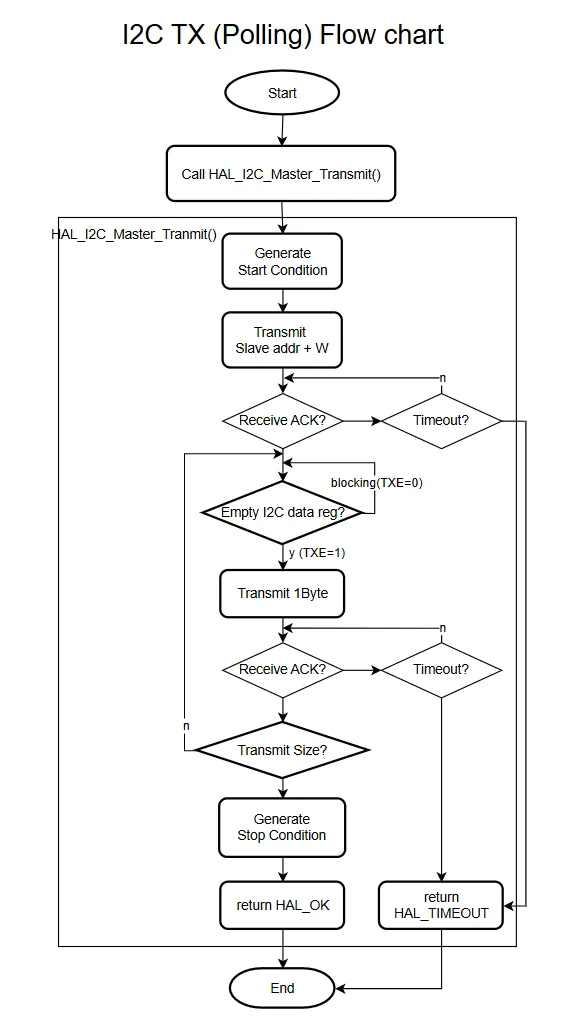 I2C TX (Polling) Flow chart
Start
Call HAL_I2C_Master_Transmit()
HAL_I2C_Master_Tranmit()
Generate
Start Condition
Transmit
Slave addr + W
n
Receive ACK?
Timeout?
blocking(TXE=0)
Empty I2C data reg?
y (TXE=1)
Transmit 1Byte
n
Receive ACK?
Timeout?
n
Transmit Size?
Generate
Stop Condition
return HAL_OK
return
HAL_TIMEOUT
End